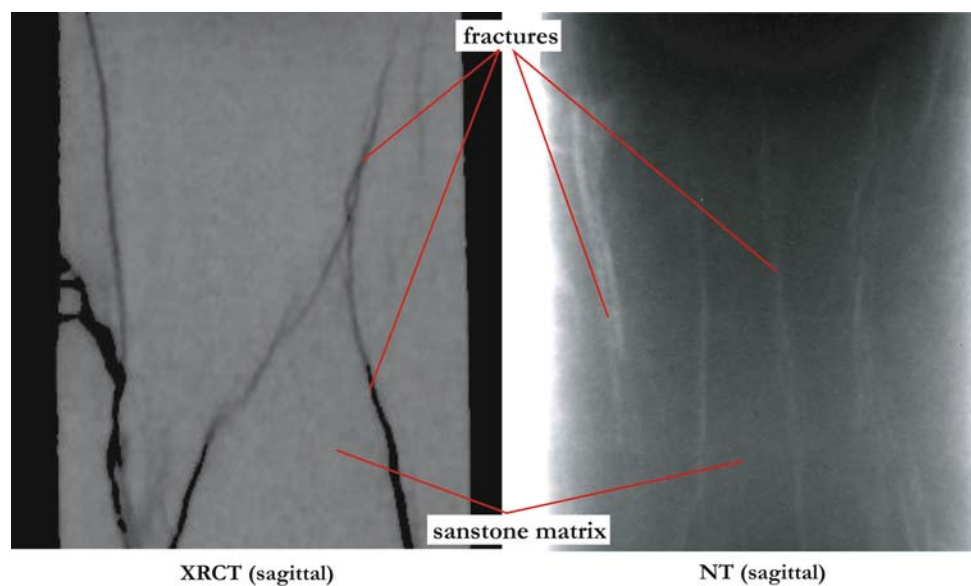 fractures
sanstone matrix
XRCT (sagittal)
NT (sagittal)